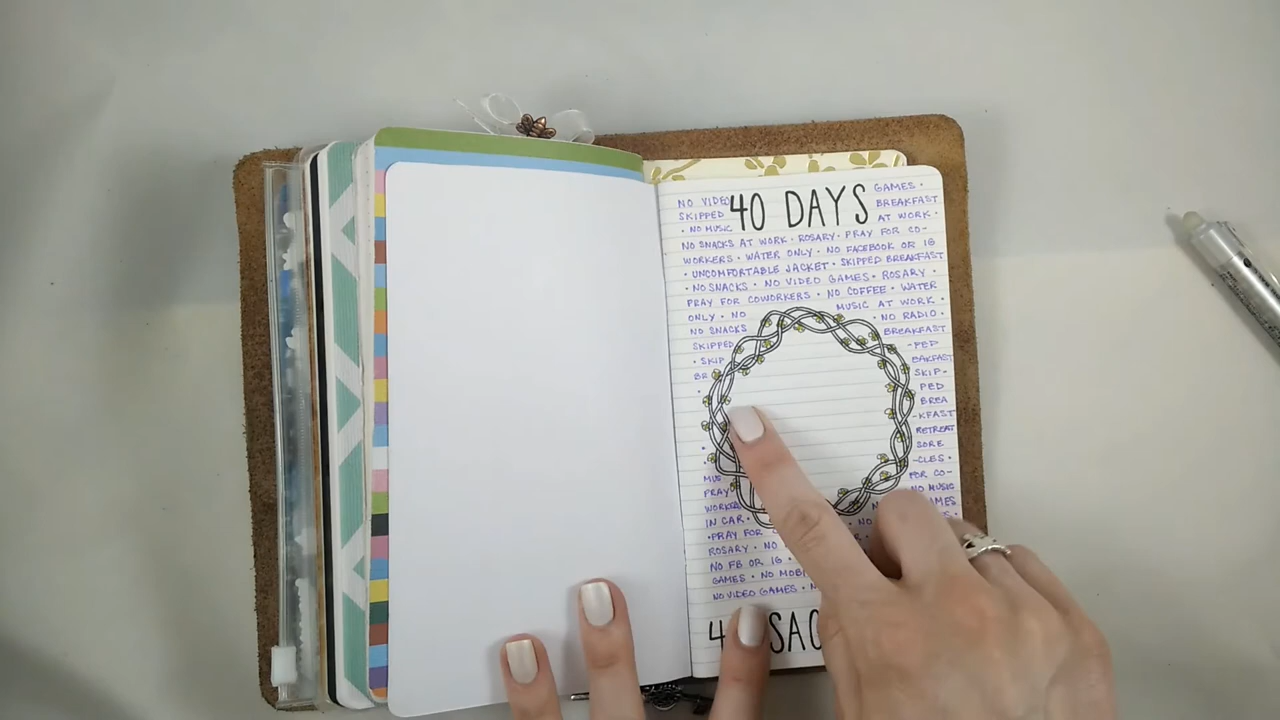 NO VIDEO 40 DAYS GAMES •
SKIPPED BREAKFAST
• NO MUSIC AT WORK •
NO SNACKS AT WORK • ROSARY • PRAY FOR CO-
WORKERS • WATER ONLY • NO FACEBOOK OR IG
• UNCOMFORTABLE JACKET • SKIPPED BREAKFAST
• NO SNACKS • NO VIDEO GAMES • ROSARY •
PRAY FOR COWORKERS • NO COFFEE • WATER
ONLY • NO MUSIC AT WORK •
NO SNACKS • NO RADIO •
SKIPPED BREAKFAST
• SKIP -PED
BR EAKFAST
• SKIP-
PED
BREA
-KFAST
RETREAT
• SORE
• -CLES •
MUS FOR CO-
PRAY NO MUSIC
IN CAR •
•PRAY FOR
ROSARY • NO
NO FB OR IG •
GAMES • NO
NO VIDEO GAMES •
4 SAC